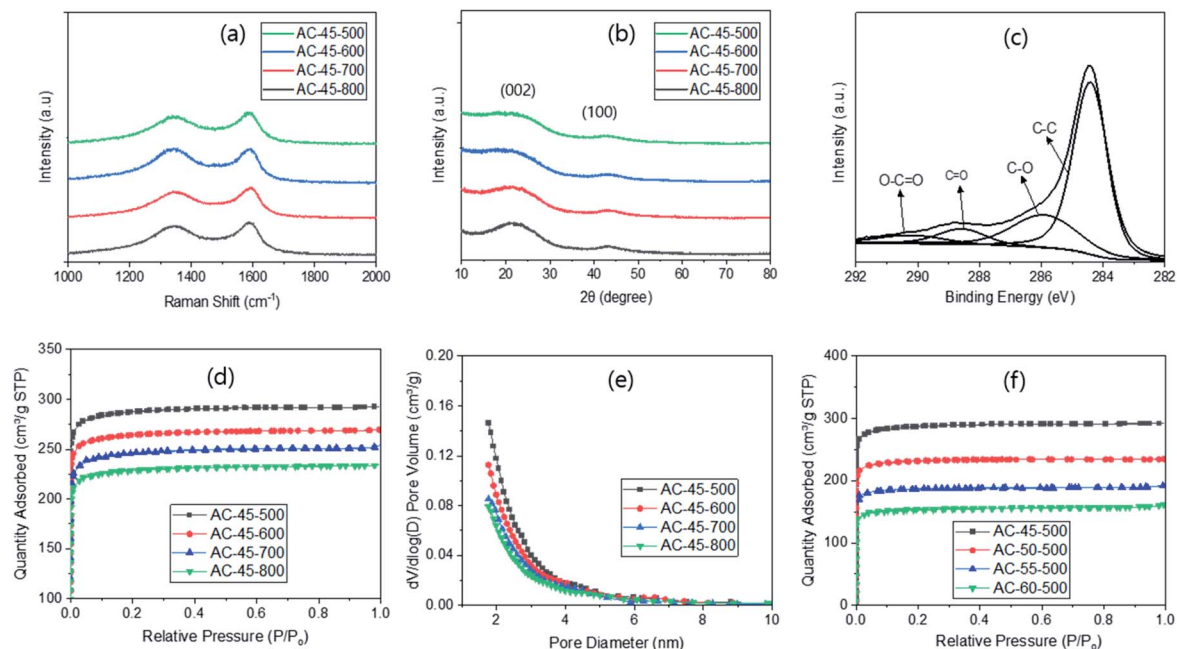 (a)
AC-45-500
AC-45-600
AC-45-700
AC-45-800
Intensity (a.u)
1000 1200 1400 1600 1800 2000
Raman Shift (cm⁻¹)
(b)
AC-45-500
AC-45-600
AC-45-700
AC-45-800
(002)
(100)
Intensity (a.u.)
10 20 30 40 50 60 70 80
2θ (degree)
(c)
C-C
C-O
C=O
O-C=O
Intensity (a.u.)
292 290 288 286 284 282
Binding Energy (eV)
(d)
350
300
250
200
150
100
Quantity Adsorbed (cm³/g STP)
AC-45-500
AC-45-600
AC-45-700
AC-45-800
0.0 0.2 0.4 0.6 0.8 1.0
Relative Pressure (P/Pₒ)
(e)
0.20
0.16
0.12
0.08
0.04
0.00
dV/dlog(D) Pore Volume (cm³/g)
AC-45-500
AC-45-600
AC-45-700
AC-45-800
2 4 6 8 10
Pore Diameter (nm)
(f)
400
300
200
100
0
Quantity Adsorbed (cm³/g STP)
AC-45-500
AC-50-500
AC-55-500
AC-60-500
0.0 0.2 0.4 0.6 0.8 1.0
Relative Pressure (P/Pₒ)